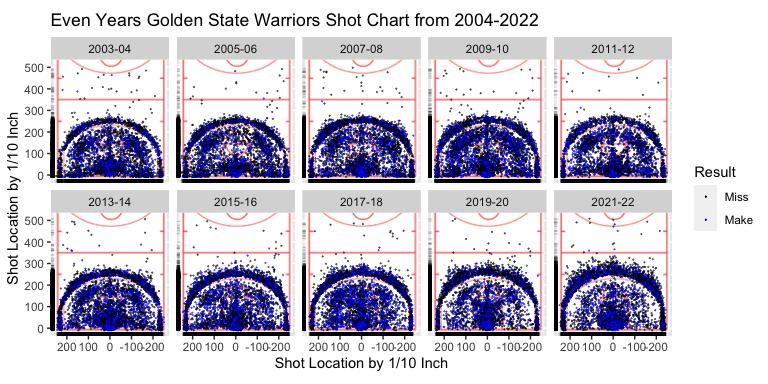 Even Years Golden State Warriors Shot Chart from 2004-2022
2003-04 2005-06 2007-08 2009-10 2011-12
500
400
300
200
100
0
2013-14 2015-16 2017-18 2019-20 2021-22
500
400
300
200
100
0
200 100 0 -100-200 200 100 0 -100-200 200 100 0 -100-200 200 100 0 -100-200 200 100 0 -100-200
Shot Location by 1/10 Inch
Shot Location by 1/10 Inch
Result
Miss
Make